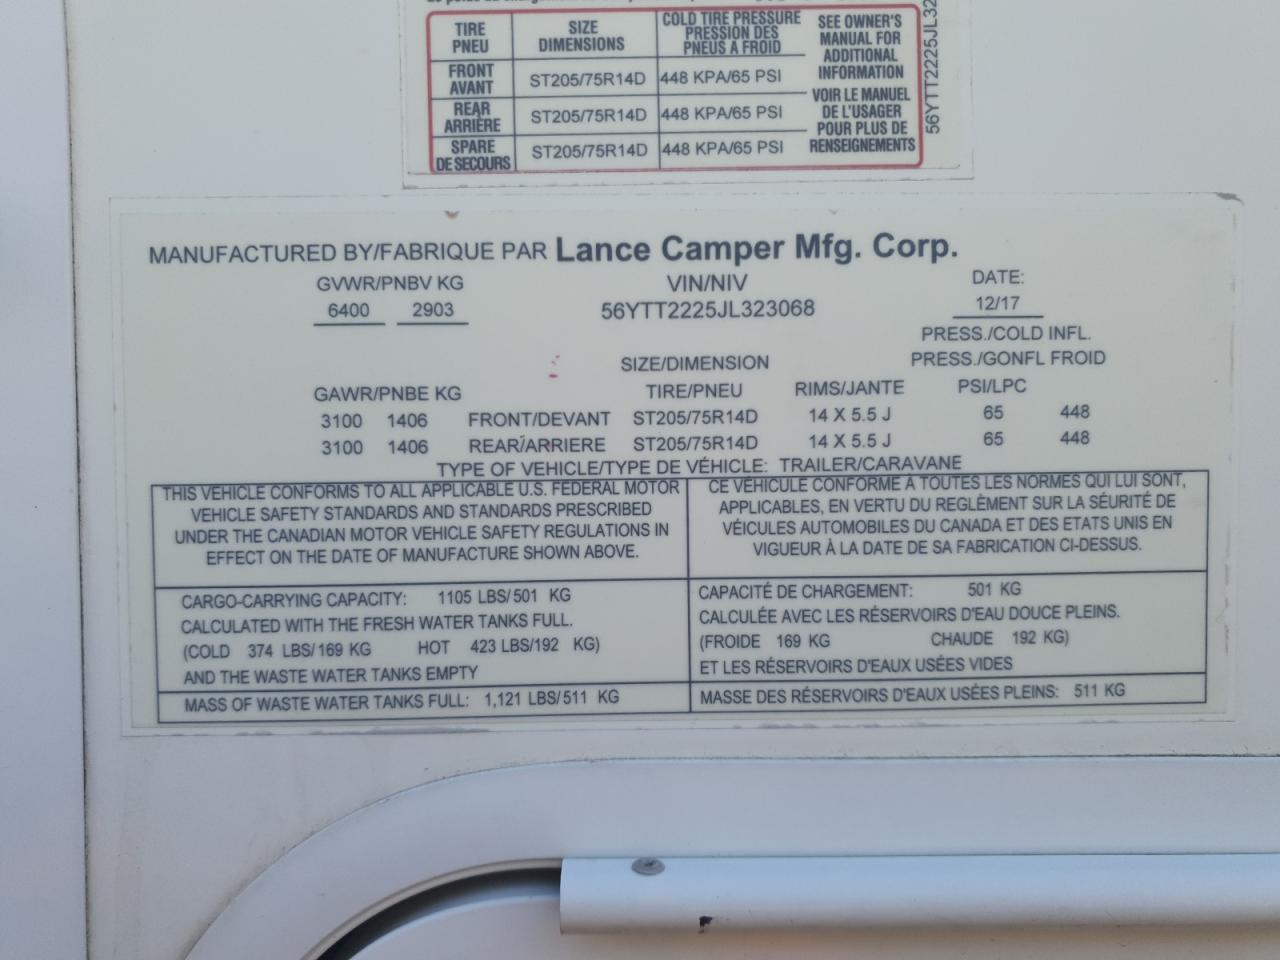 TIRE SIZE COLD TIRE PRESSURE SEE OWNER'S
PNEU DIMENSIONS PRESSION DES MANUAL FOR
PNEUS A FROID ADDITIONAL
FRONT ST205/75R14D 448 KPA/65 PSI INFORMATION
AVANT
REAR ST205/75R14D 448 KPA/65 PSI VOIR LE MANUEL
ARRIÈRE DE L'USAGER
SPARE ST205/75R14D 448 KPA/65 PSI POUR PLUS DE
DE SECOURS RENSEIGNEMENTS
56YTT2225JL32
MANUFACTURED BY/FABRIQUE PAR Lance Camper Mfg. Corp.
GVWR/PNBV KG VIN/NIV DATE:
6400 2903 56YTT2225JL323068 12/17
PRESS./COLD INFL.
SIZE/DIMENSION PRESS./GONFL FROID
GAWR/PNBE KG TIRE/PNEU RIMS/JANTE PSI/LPC
3100 1406 FRONT/DEVANT ST205/75R14D 14 X 5.5 J 65 448
3100 1406 REAR/ARRIERE ST205/75R14D 14 X 5.5 J 65 448
TYPE OF VEHICLE/TYPE DE VÉHICLE: TRAILER/CARAVANE
THIS VEHICLE CONFORMS TO ALL APPLICABLE U.S. FEDERAL MOTOR
VEHICLE SAFETY STANDARDS AND STANDARDS PRESCRIBED
UNDER THE CANADIAN MOTOR VEHICLE SAFETY REGULATIONS IN
EFFECT ON THE DATE OF MANUFACTURE SHOWN ABOVE.
CE VÉHICULE CONFORME A TOUTES LES NORMES QUI LUI SONT,
APPLICABLES, EN VERTU DU REGLÈMENT SUR LA SÉURITÉ DE
VÉICULES AUTOMOBILES DU CANADA ET DES ETATS UNIS EN
VIGUEUR À LA DATE DE SA FABRICATION CI-DESSUS.
CARGO-CARRYING CAPACITY: 1105 LBS/ 501 KG
CALCULATED WITH THE FRESH WATER TANKS FULL.
(COLD 374 LBS/ 169 KG HOT 423 LBS/192 KG)
AND THE WASTE WATER TANKS EMPTY
CAPACITÉ DE CHARGEMENT: 501 KG
CALCULÉE AVEC LES RÉSERVOIRS D'EAU DOUCE PLEINS.
(FROIDE 169 KG CHAUDE 192 KG)
ET LES RÉSERVOIRS D'EAUX USÉES VIDES
MASS OF WASTE WATER TANKS FULL: 1,121 LBS/ 511 KG
MASSE DES RÉSERVOIRS D'EAUX USÉES PLEINS: 511 KG